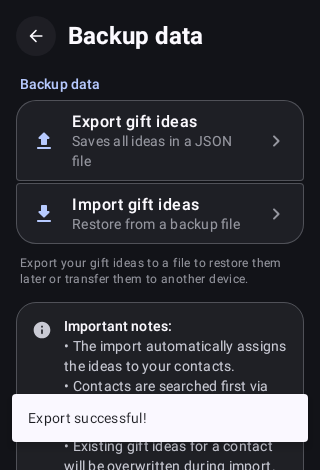 Backup data
Backup data
Export gift ideas
Saves all ideas in a JSON
file
Import gift ideas
Restore from a backup file
Export your gift ideas to a file to restore them
later or transfer them to another device.
Important notes:
• The import automatically assigns
the ideas to your contacts.
• Contacts are searched first via
Export successful!
• Existing gift ideas for a contact
will be overwritten during import.